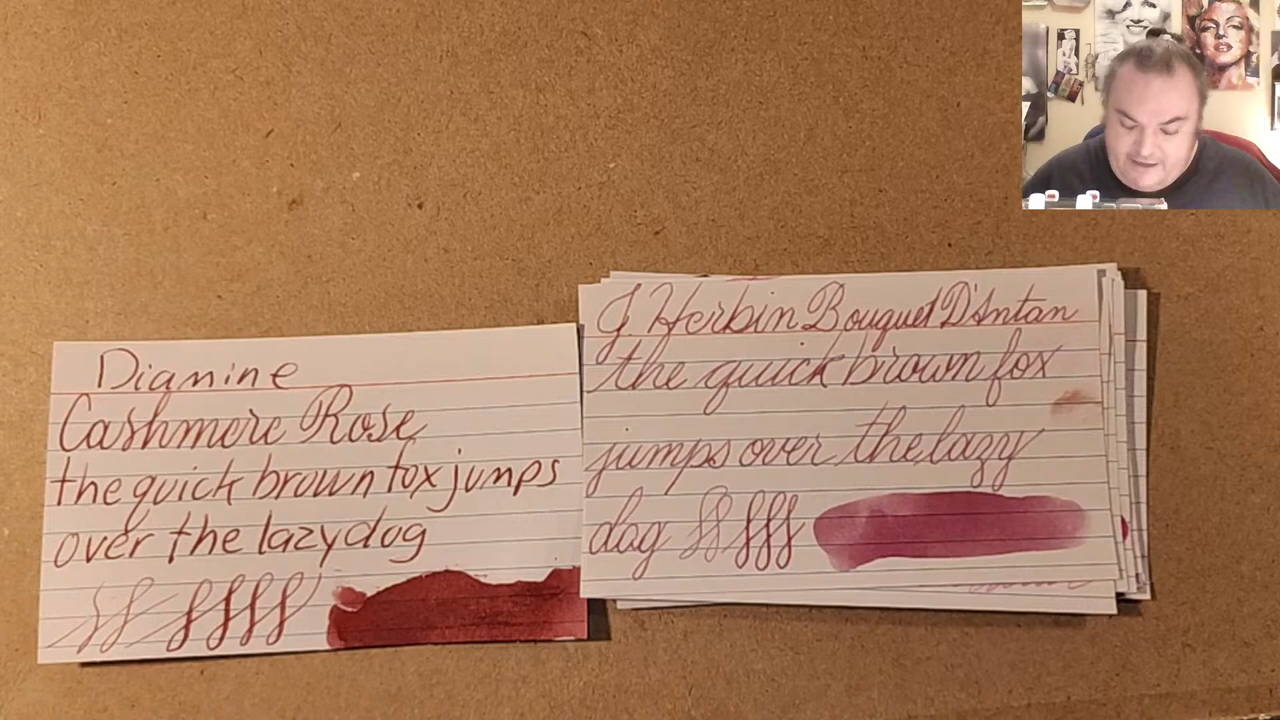 Diamine
Cashmere Rose
the quick brown fox jumps
over the lazy dog
J. Herbin Bouquet D'Antan
the quick brown fox
jumps over the lazy
dog